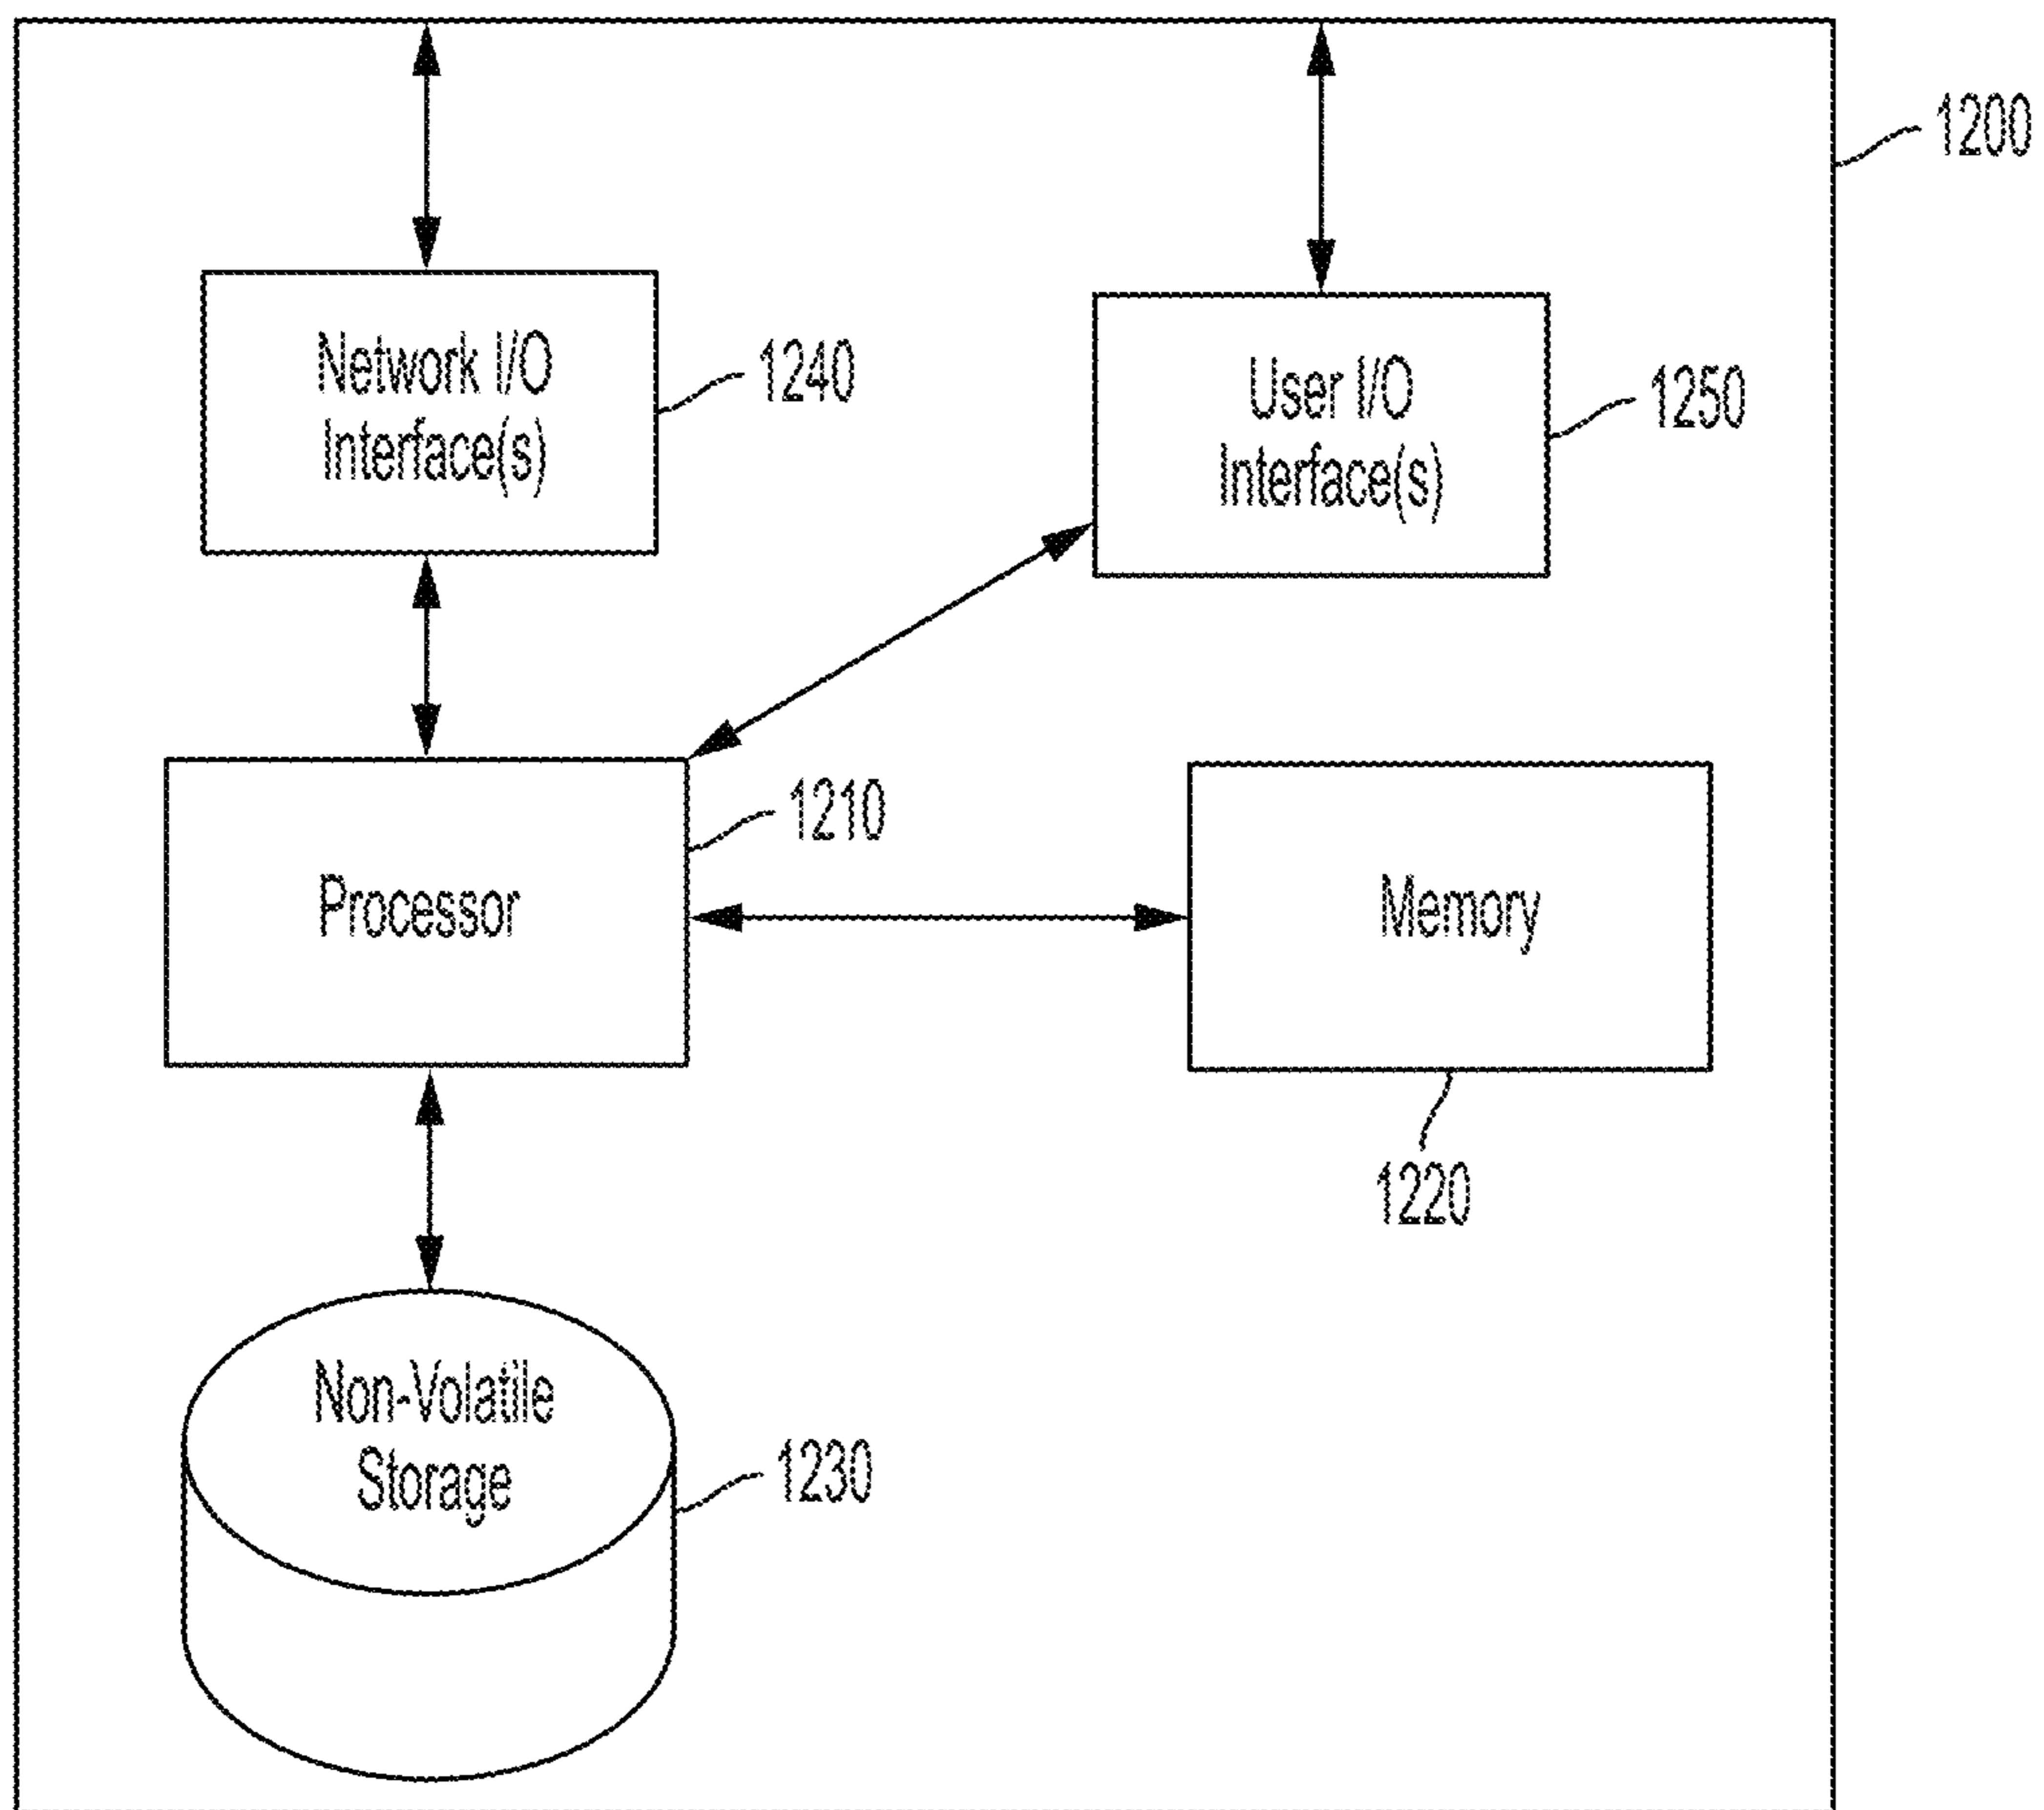 1200
Network I/O
Interface(s)
1240
User I/O
Interface(s)
1250
Processor
1210
Memory
1220
Non-Volatile
Storage
1230